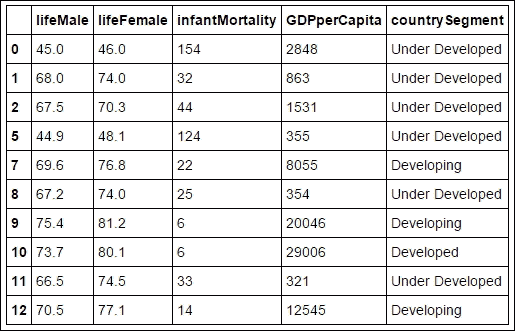 lifeMale lifeFemale infantMortality GDPperCapita countrySegment
0 45.0 46.0 154 2848 Under Developed
1 68.0 74.0 32 863 Under Developed
2 67.5 70.3 44 1531 Under Developed
5 44.9 48.1 124 355 Under Developed
7 69.6 76.8 22 8055 Developing
8 67.2 74.0 25 354 Under Developed
9 75.4 81.2 6 20046 Developing
10 73.7 80.1 6 29006 Developed
11 66.5 74.5 33 321 Under Developed
12 70.5 77.1 14 12545 Developing